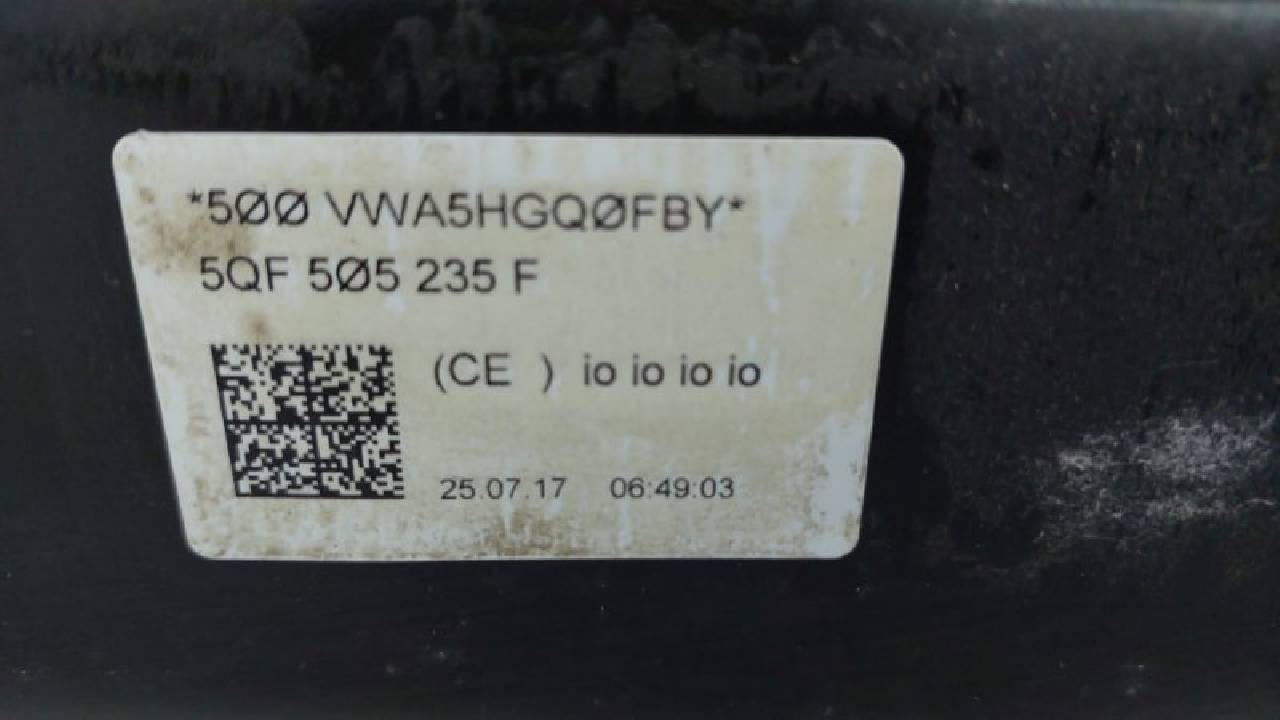 *5ØØ VWA5HGQØFBY*
5QF 5Ø5 235 F
(CE ) io io io io
25.07.17 06:49:03